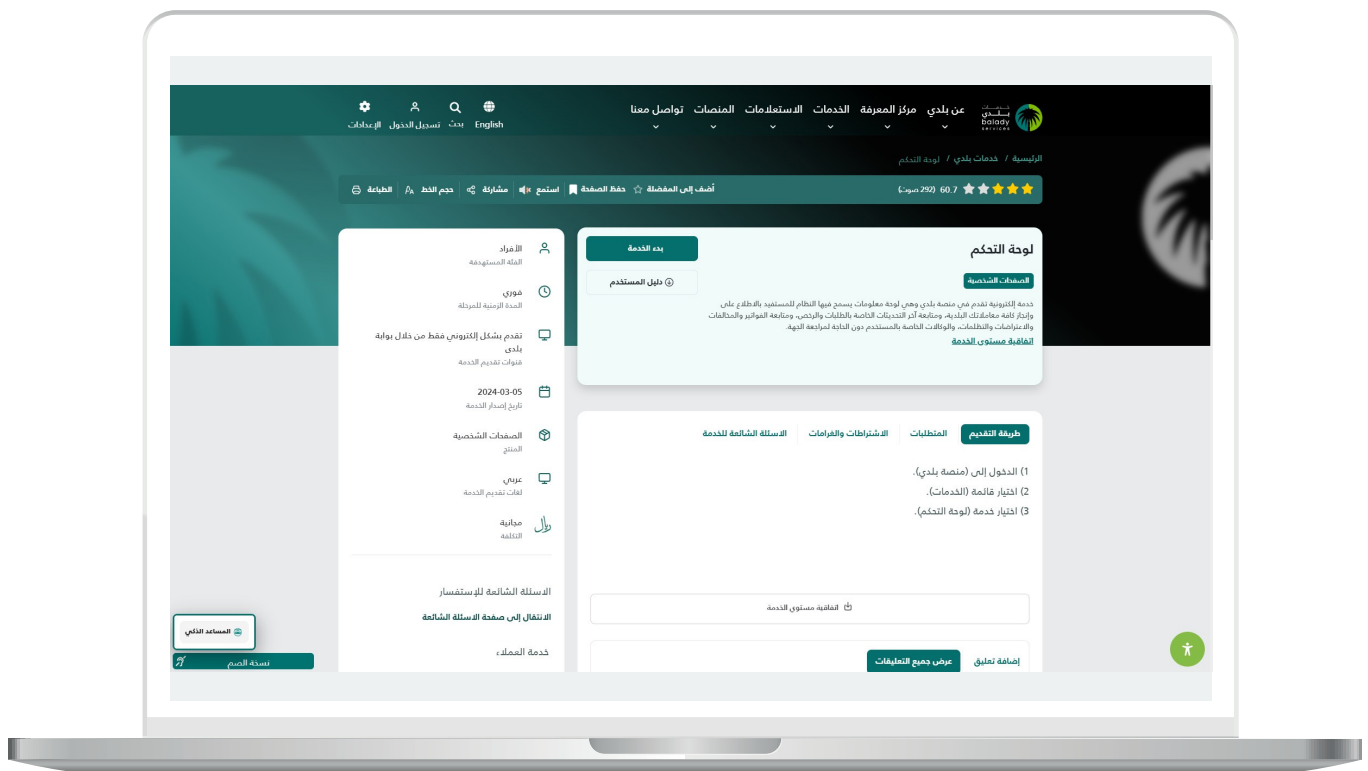 خدمات
بلدي
balady
services
عن بلدي
مركز المعرفة
الخدمات
الاستعلامات
المنصات
تواصل معنا
English
بحث
تسجيل الدخول
الإعدادات
الرئيسية / خدمات بلدي / لوحة التحكم
60.7 (292 صوت)
أضف إلى المفضلة
حفظ الصفحة
استمع
مشاركة
حجم الخط
الطباعة
لوحة التحكم
بدء الخدمة
الصفحات الشخصية
دليل المستخدم
خدمة إلكترونية تقدم في منصة بلدي وهي لوحة معلومات يسمح فيها النظام للمستفيد بالاطلاع على
وإنجاز كافة معاملاتك البلدية، ومتابعة آخر التحديثات الخاصة بالطلبات والرخص، ومتابعة الفواتير والمخالفات
والاعتراضات والتظلمات، والوكالات الخاصة بالمستخدم دون الحاجة لمراجعة الجهة.
اتفاقية مستوى الخدمة
طريقة التقديم
المتطلبات
الاشتراطات والغرامات
الاسئلة الشائعة للخدمة
1) الدخول إلى (منصة بلدي).
2) اختيار قائمة (الخدمات).
3) اختيار خدمة (لوحة التحكم).
اتفاقية مستوى الخدمة
إضافة تعليق
عرض جميع التعليقات
الأفراد
الفئة المستهدفة
فوري
المدة الزمنية للمرحلة
تقدم بشكل إلكتروني فقط من خلال بوابة
بلدي
قنوات تقديم الخدمة
2024-03-05
تاريخ إصدار الخدمة
الصفحات الشخصية
المنتج
عربي
لغات تقديم الخدمة
مجانية
التكلفة
الاسئلة الشائعة للإستفسار
الانتقال إلى صفحة الاسئلة الشائعة
خدمة العملاء
المساعد الذكي
نسخة الصم